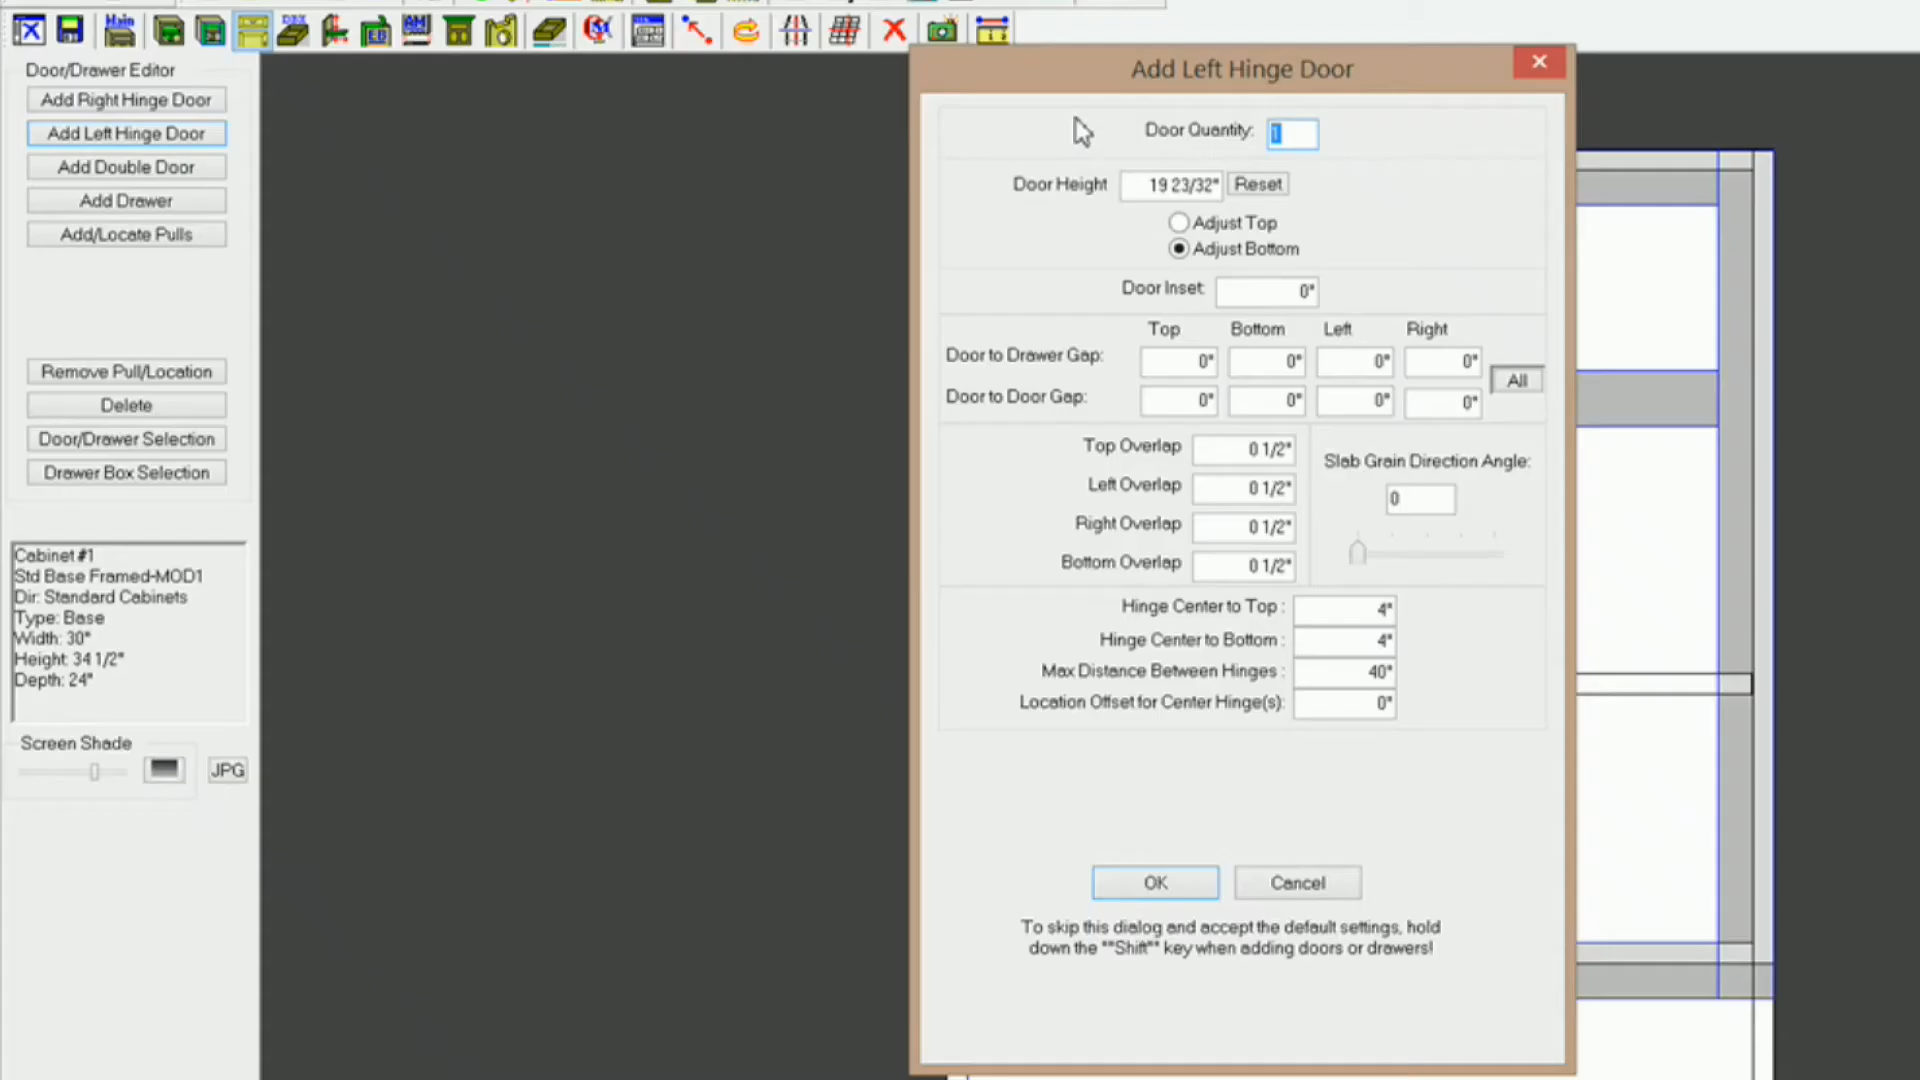 Main
DBX
EB
AM
1 2
Door/Drawer Editor
Add Right Hinge Door
Add Left Hinge Door
Add Double Door
Add Drawer
Add/Locate Pulls
Remove Pull/Location
Delete
Door/Drawer Selection
Drawer Box Selection
Cabinet #1
Std Base Framed-MOD1
Dir: Standard Cabinets
Type: Base
Width: 30"
Height: 34 1/2"
Depth: 24"
Screen Shade
JPG
Add Left Hinge Door
Door Quantity: 1
Door Height 19 23/32" Reset
Adjust Top
Adjust Bottom
Door Inset: 0"
Top Bottom Left Right
Door to Drawer Gap: 0" 0" 0" 0"
All
Door to Door Gap: 0" 0" 0" 0"
Top Overlap 0 1/2"
Left Overlap 0 1/2"
Right Overlap 0 1/2"
Bottom Overlap 0 1/2"
Slab Grain Direction Angle:
0
Hinge Center to Top : 4"
Hinge Center to Bottom : 4"
Max Distance Between Hinges : 40"
Location Offset for Center Hinge(s): 0"
OK Cancel
To skip this dialog and accept the default settings, hold
down the **Shift** key when adding doors or drawers!